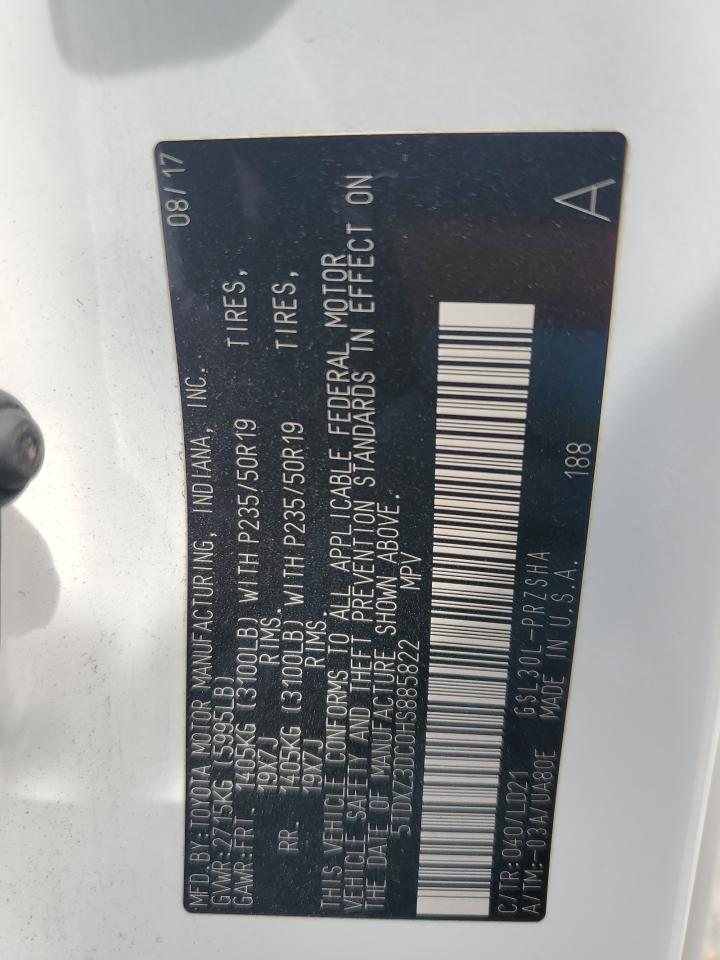 MFD.BY:TOYOTA MOTOR MANUFACTURING, INDIANA, INC. 08/17
GVWR:2715KG (5995LB)
GAWR:FRT. 1405KG (3100LB) WITH P235/50R19 TIRES,
19X7J RIMS.
RR. 1405KG (3100LB) WITH P235/50R19 TIRES,
19X7J RIMS.
THIS VEHICLE CONFORMS TO ALL APPLICABLE FEDERAL MOTOR
VEHICLE SAFETY AND THEFT PREVENTION STANDARDS IN EFFECT ON
THE DATE OF MANUFACTURE SHOWN ABOVE.
5TDXZ3DC0HS885822 MPV
C/TR:040/LD21 GSL30L-PRZSHA 188
A/TM:-03A/UA80E MADE IN U.S.A. A